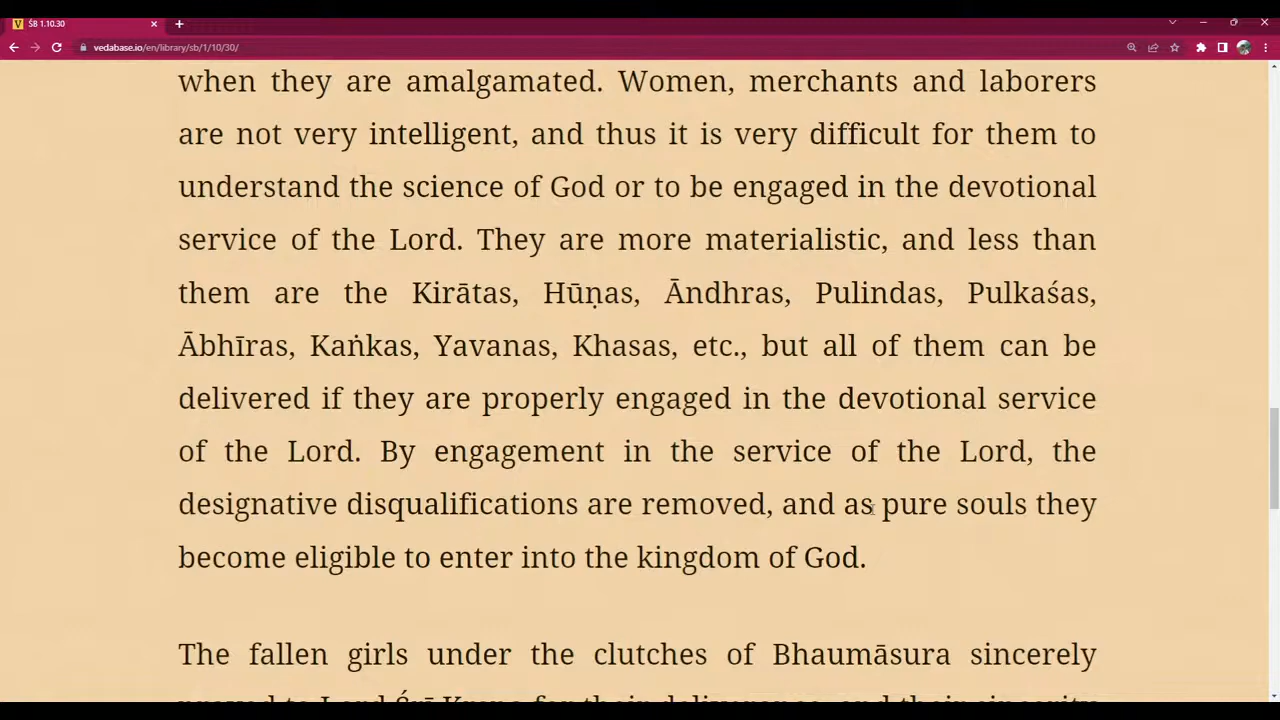 ŚB 1.10.30
vedabase.io/en/library/sb/1/10/30/
when they are amalgamated. Women, merchants and laborers
are not very intelligent, and thus it is very difficult for them to
understand the science of God or to be engaged in the devotional
service of the Lord. They are more materialistic, and less than
them are the Kirātas, Hūṇas, Āndhras, Pulindas, Pulkaśas,
Ābhīras, Kaṅkas, Yavanas, Khasas, etc., but all of them can be
delivered if they are properly engaged in the devotional service
of the Lord. By engagement in the service of the Lord, the
designative disqualifications are removed, and as pure souls they
become eligible to enter into the kingdom of God.
The fallen girls under the clutches of Bhaumāsura sincerely